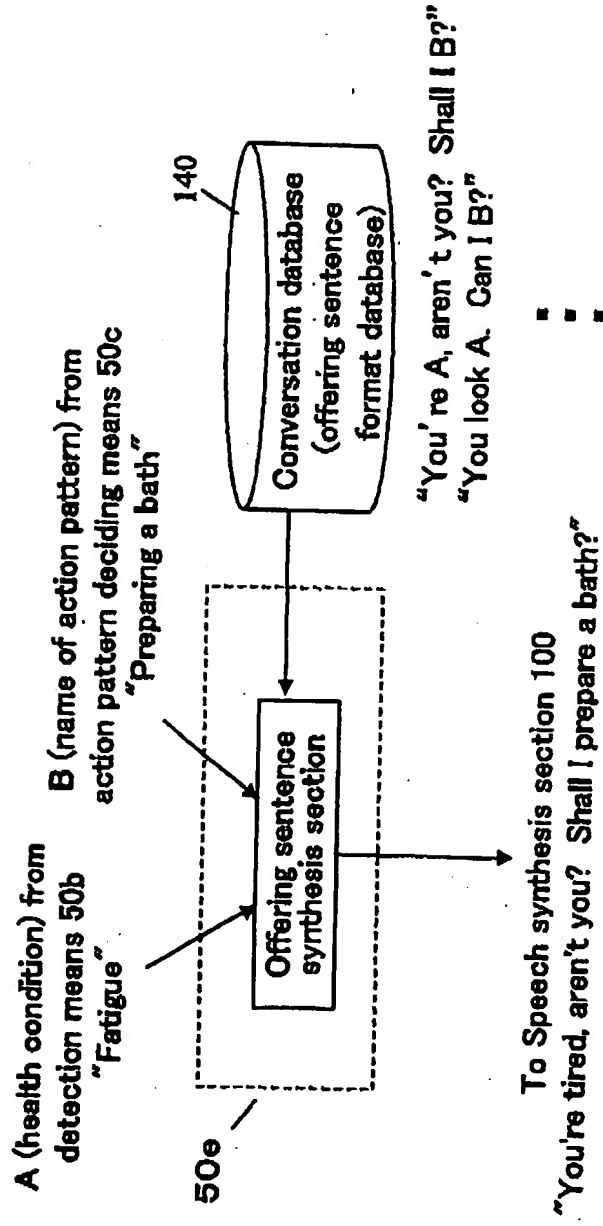 A (health condition) from
detection means 50b
"Fatigue"
B (name of action pattern) from
action pattern deciding means 50c
"Preparing a bath"
50e
Offering sentence
synthesis section
140
Conversation database
(offering sentence
format database)
"You're A, aren't you? Shall I B?"
"You look A. Can I B?"
To Speech synthesis section 100
"You're tired, aren't you? Shall I prepare a bath?"